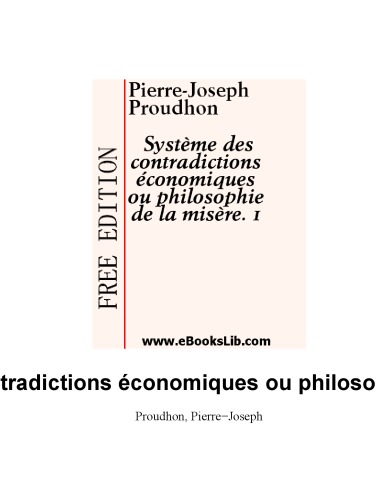 Pierre-Joseph
Proudhon
Système des
contradictions
économiques
ou philosophie
de la misère. 1
FREE EDITION
www.eBooksLib.com
tradictions économiques ou philoso
Proudhon, Pierre−Joseph